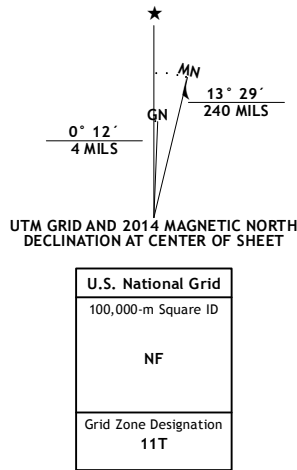 MN
GN
13° 29´
240 MILS
0° 12´
4 MILS
UTM GRID AND 2014 MAGNETIC NORTH
DECLINATION AT CENTER OF SHEET
U.S. National Grid
100,000-m Square ID
NF
Grid Zone Designation
11T